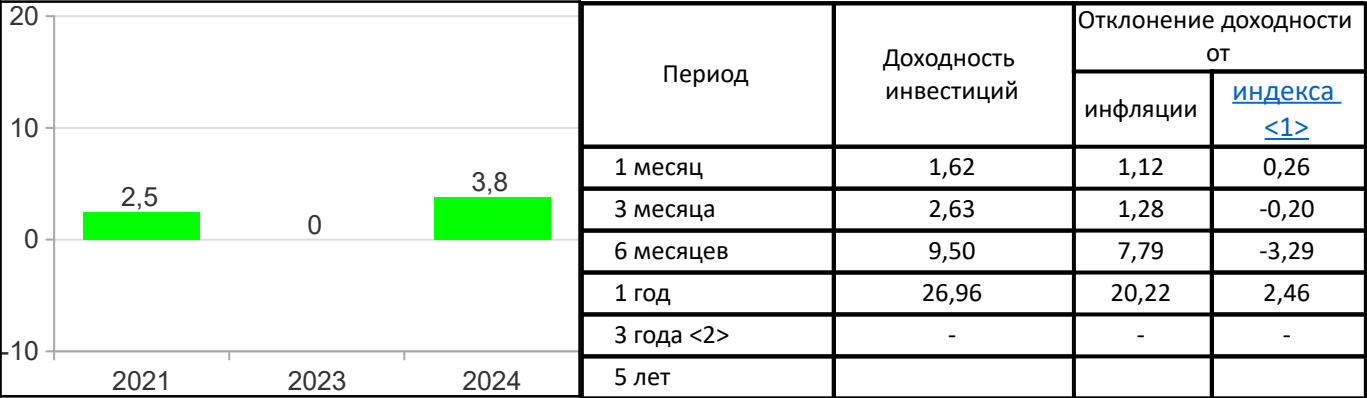 20
10
0
-10
2,5
0
3,8
2021 2023 2024
Период
Доходность
инвестиций
Отклонение доходности
от
инфляции
индекса
<1>
1 месяц 1,62 1,12 0,26
3 месяца 2,63 1,28 -0,20
6 месяцев 9,50 7,79 -3,29
1 год 26,96 20,22 2,46
3 года <2> - - -
5 лет